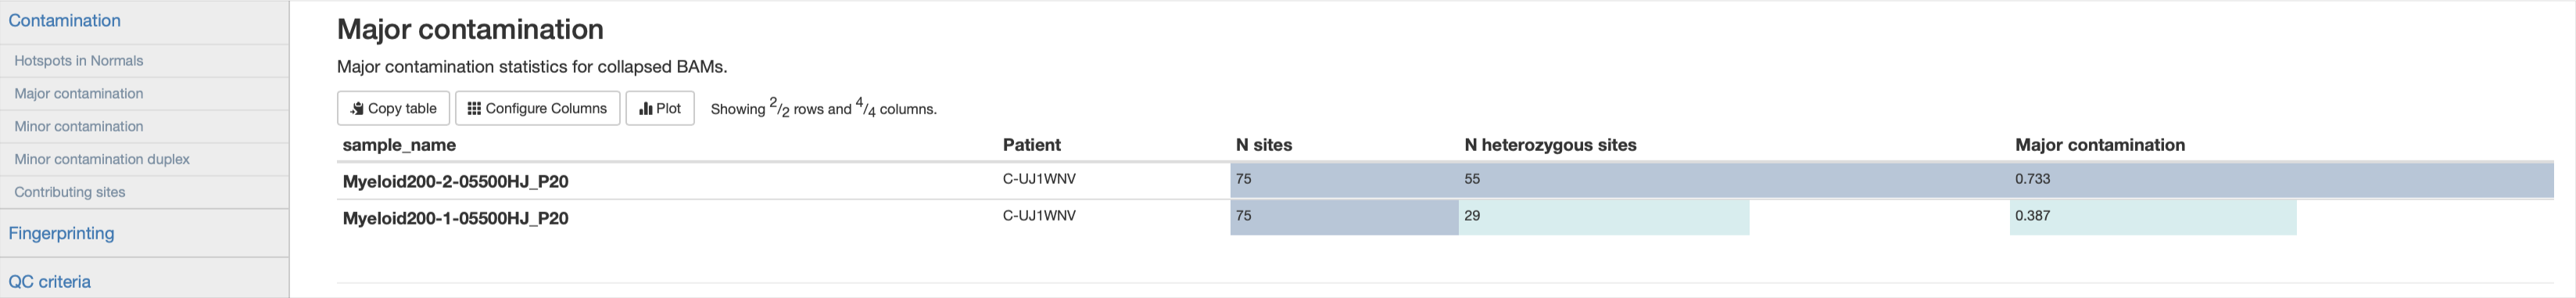 Contamination
Hotspots in Normals
Major contamination
Minor contamination
Minor contamination duplex
Contributing sites
Fingerprinting
QC criteria
Major contamination
Major contamination statistics for collapsed BAMs.
Copy table Configure Columns Plot Showing 2/2 rows and 4/4 columns.
sample_name Patient N sites N heterozygous sites Major contamination
Myeloid200-2-05500HJ_P20 C-UJ1WNV 75 55 0.733
Myeloid200-1-05500HJ_P20 C-UJ1WNV 75 29 0.387